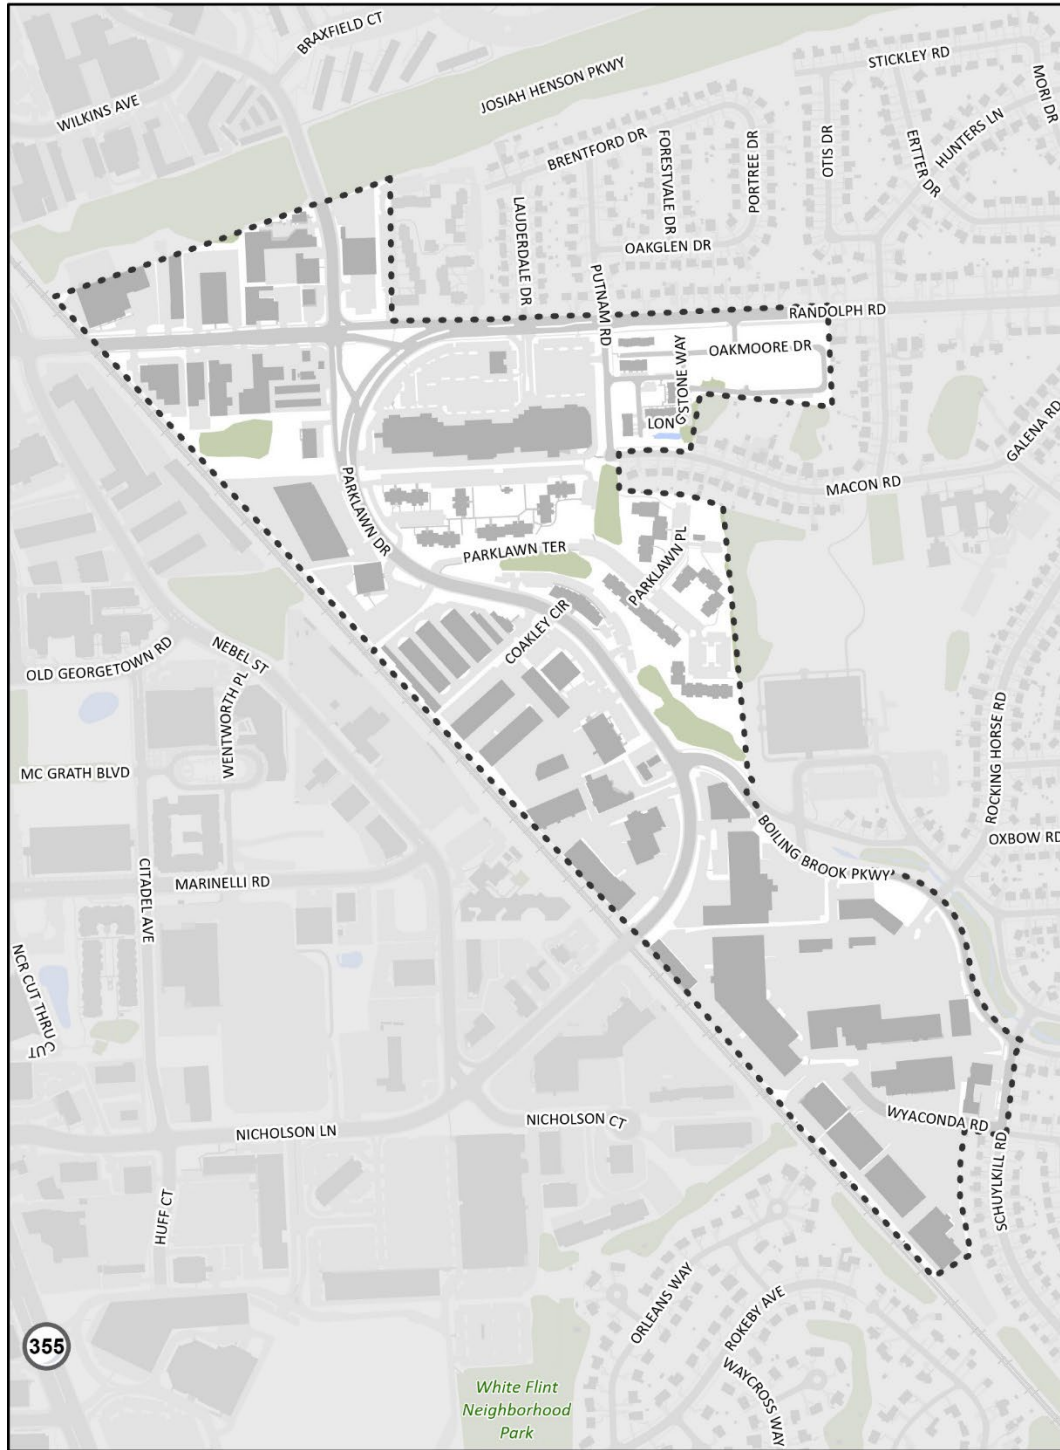 BRAXFIELD CT
STICKLEY RD
MORI DR
JOSIAH HENSON PKWY
WILKINS AVE
HUNTERS LN
BRENTFORD DR
FORESTVALE DR
PORTREE DR
OTIS DR
ERTTER DR
LAUDERDALE DR
OAKGLEN DR
PUTNAM RD
RANDOLPH RD
OAKMOORE DR
LONGSTONE WAY
GALENA RD
MACON RD
PARKLAWN DR
PARKLAWN TER
PARKLAWN PL
COAKLEY CIR
OLD GEORGETOWN RD
NEBEL ST
WENTWORTH PL
MC GRATH BLVD
ROCKING HORSE RD
OXBOW RD
BOILING BROOK PKWY
CITADEL AVE
MARINELLI RD
NCR CUT THRU
CUT
WYACONDA RD
NICHOLSON LN
NICHOLSON CT
SCHUYLKILL RD
HUFF CT
ORLEANS WAY
ROKEBY AVE
355
WAYCROSS WAY
White Flint
Neighborhood
Park